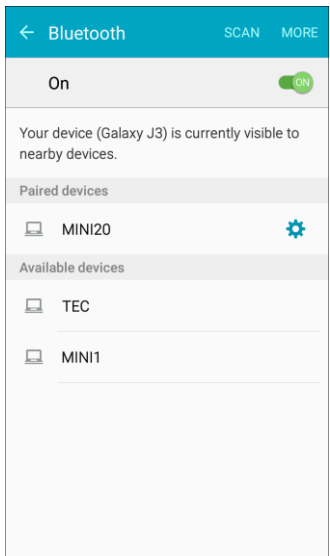 Bluetooth SCAN MORE
On ON
Your device (Galaxy J3) is currently visible to
nearby devices.
Paired devices
MINI20
Available devices
TEC
MINI1